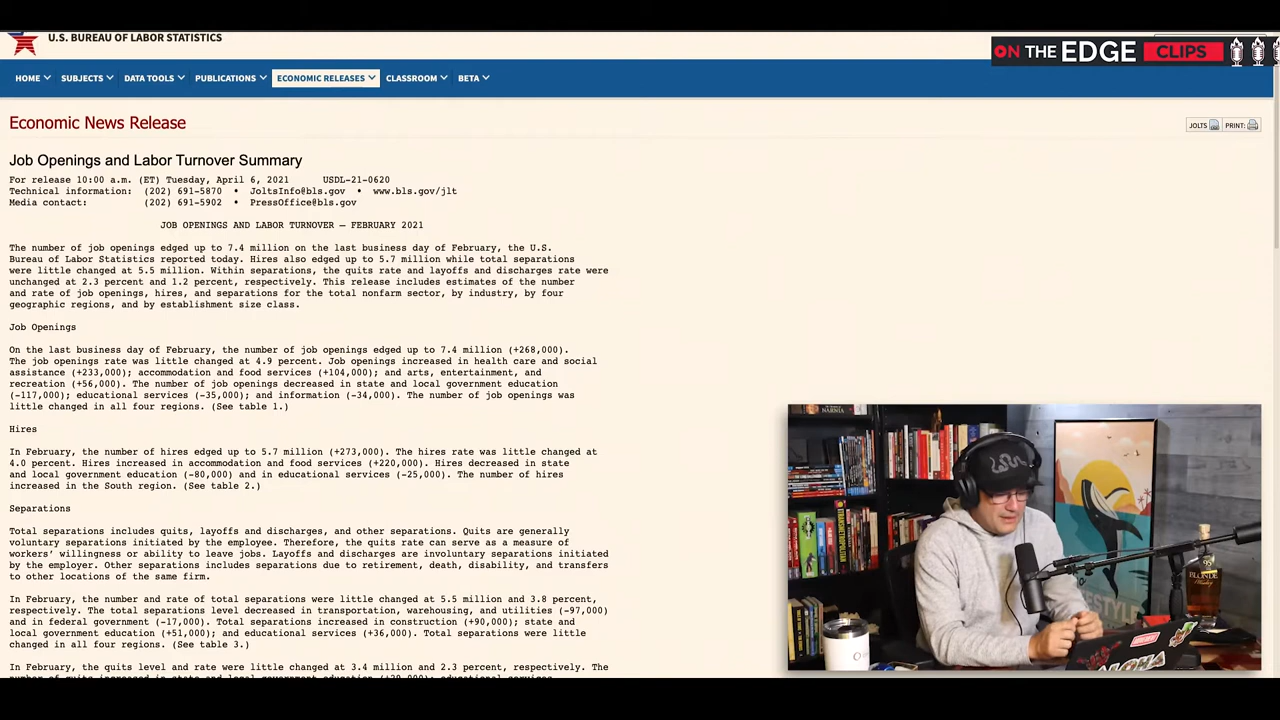 U.S. BUREAU OF LABOR STATISTICS
ON THE EDGE CLIPS
HOME SUBJECTS DATA TOOLS PUBLICATIONS ECONOMIC RELEASES CLASSROOM BETA
Economic News Release
JOLTS PRINT:
Job Openings and Labor Turnover Summary
For release 10:00 a.m. (ET) Tuesday, April 6, 2021 USDL-21-0620
Technical information: (202) 691-5870 • JoltsInfo@bls.gov • www.bls.gov/jlt
Media contact: (202) 691-5902 • PressOffice@bls.gov
JOB OPENINGS AND LABOR TURNOVER – FEBRUARY 2021
The number of job openings edged up to 7.4 million on the last business day of February, the U.S.
Bureau of Labor Statistics reported today. Hires also edged up to 5.7 million while total separations
were little changed at 5.5 million. Within separations, the quits rate and layoffs and discharges rate were
unchanged at 2.3 percent and 1.2 percent, respectively. This release includes estimates of the number
and rate of job openings, hires, and separations for the total nonfarm sector, by industry, by four
geographic regions, and by establishment size class.
Job Openings
On the last business day of February, the number of job openings edged up to 7.4 million (+268,000).
The job openings rate was little changed at 4.9 percent. Job openings increased in health care and social
assistance (+233,000); accommodation and food services (+104,000); and arts, entertainment, and
recreation (+56,000). The number of job openings decreased in state and local government education
(-117,000); educational services (-35,000); and information (-34,000). The number of job openings was
little changed in all four regions. (See table 1.)
Hires
In February, the number of hires edged up to 5.7 million (+273,000). The hires rate was little changed at
4.0 percent. Hires increased in accommodation and food services (+220,000). Hires decreased in state
and local government education (-80,000) and in educational services (-25,000). The number of hires
increased in the South region. (See table 2.)
Separations
Total separations includes quits, layoffs and discharges, and other separations. Quits are generally
voluntary separations initiated by the employee. Therefore, the quits rate can serve as a measure of
workers' willingness or ability to leave jobs. Layoffs and discharges are involuntary separations initiated
by the employer. Other separations includes separations due to retirement, death, disability, and transfers
to other locations of the same firm.
In February, the number and rate of total separations were little changed at 5.5 million and 3.8 percent,
respectively. The total separations level decreased in transportation, warehousing, and utilities (-97,000)
and in federal government (-17,000). Total separations increased in construction (+90,000); state and
local government education (+51,000); and educational services (+36,000). Total separations were little
changed in all four regions. (See table 3.)
In February, the quits level and rate were little changed at 3.4 million and 2.3 percent, respectively. The
NARNIA
BLONDE
ALOHA